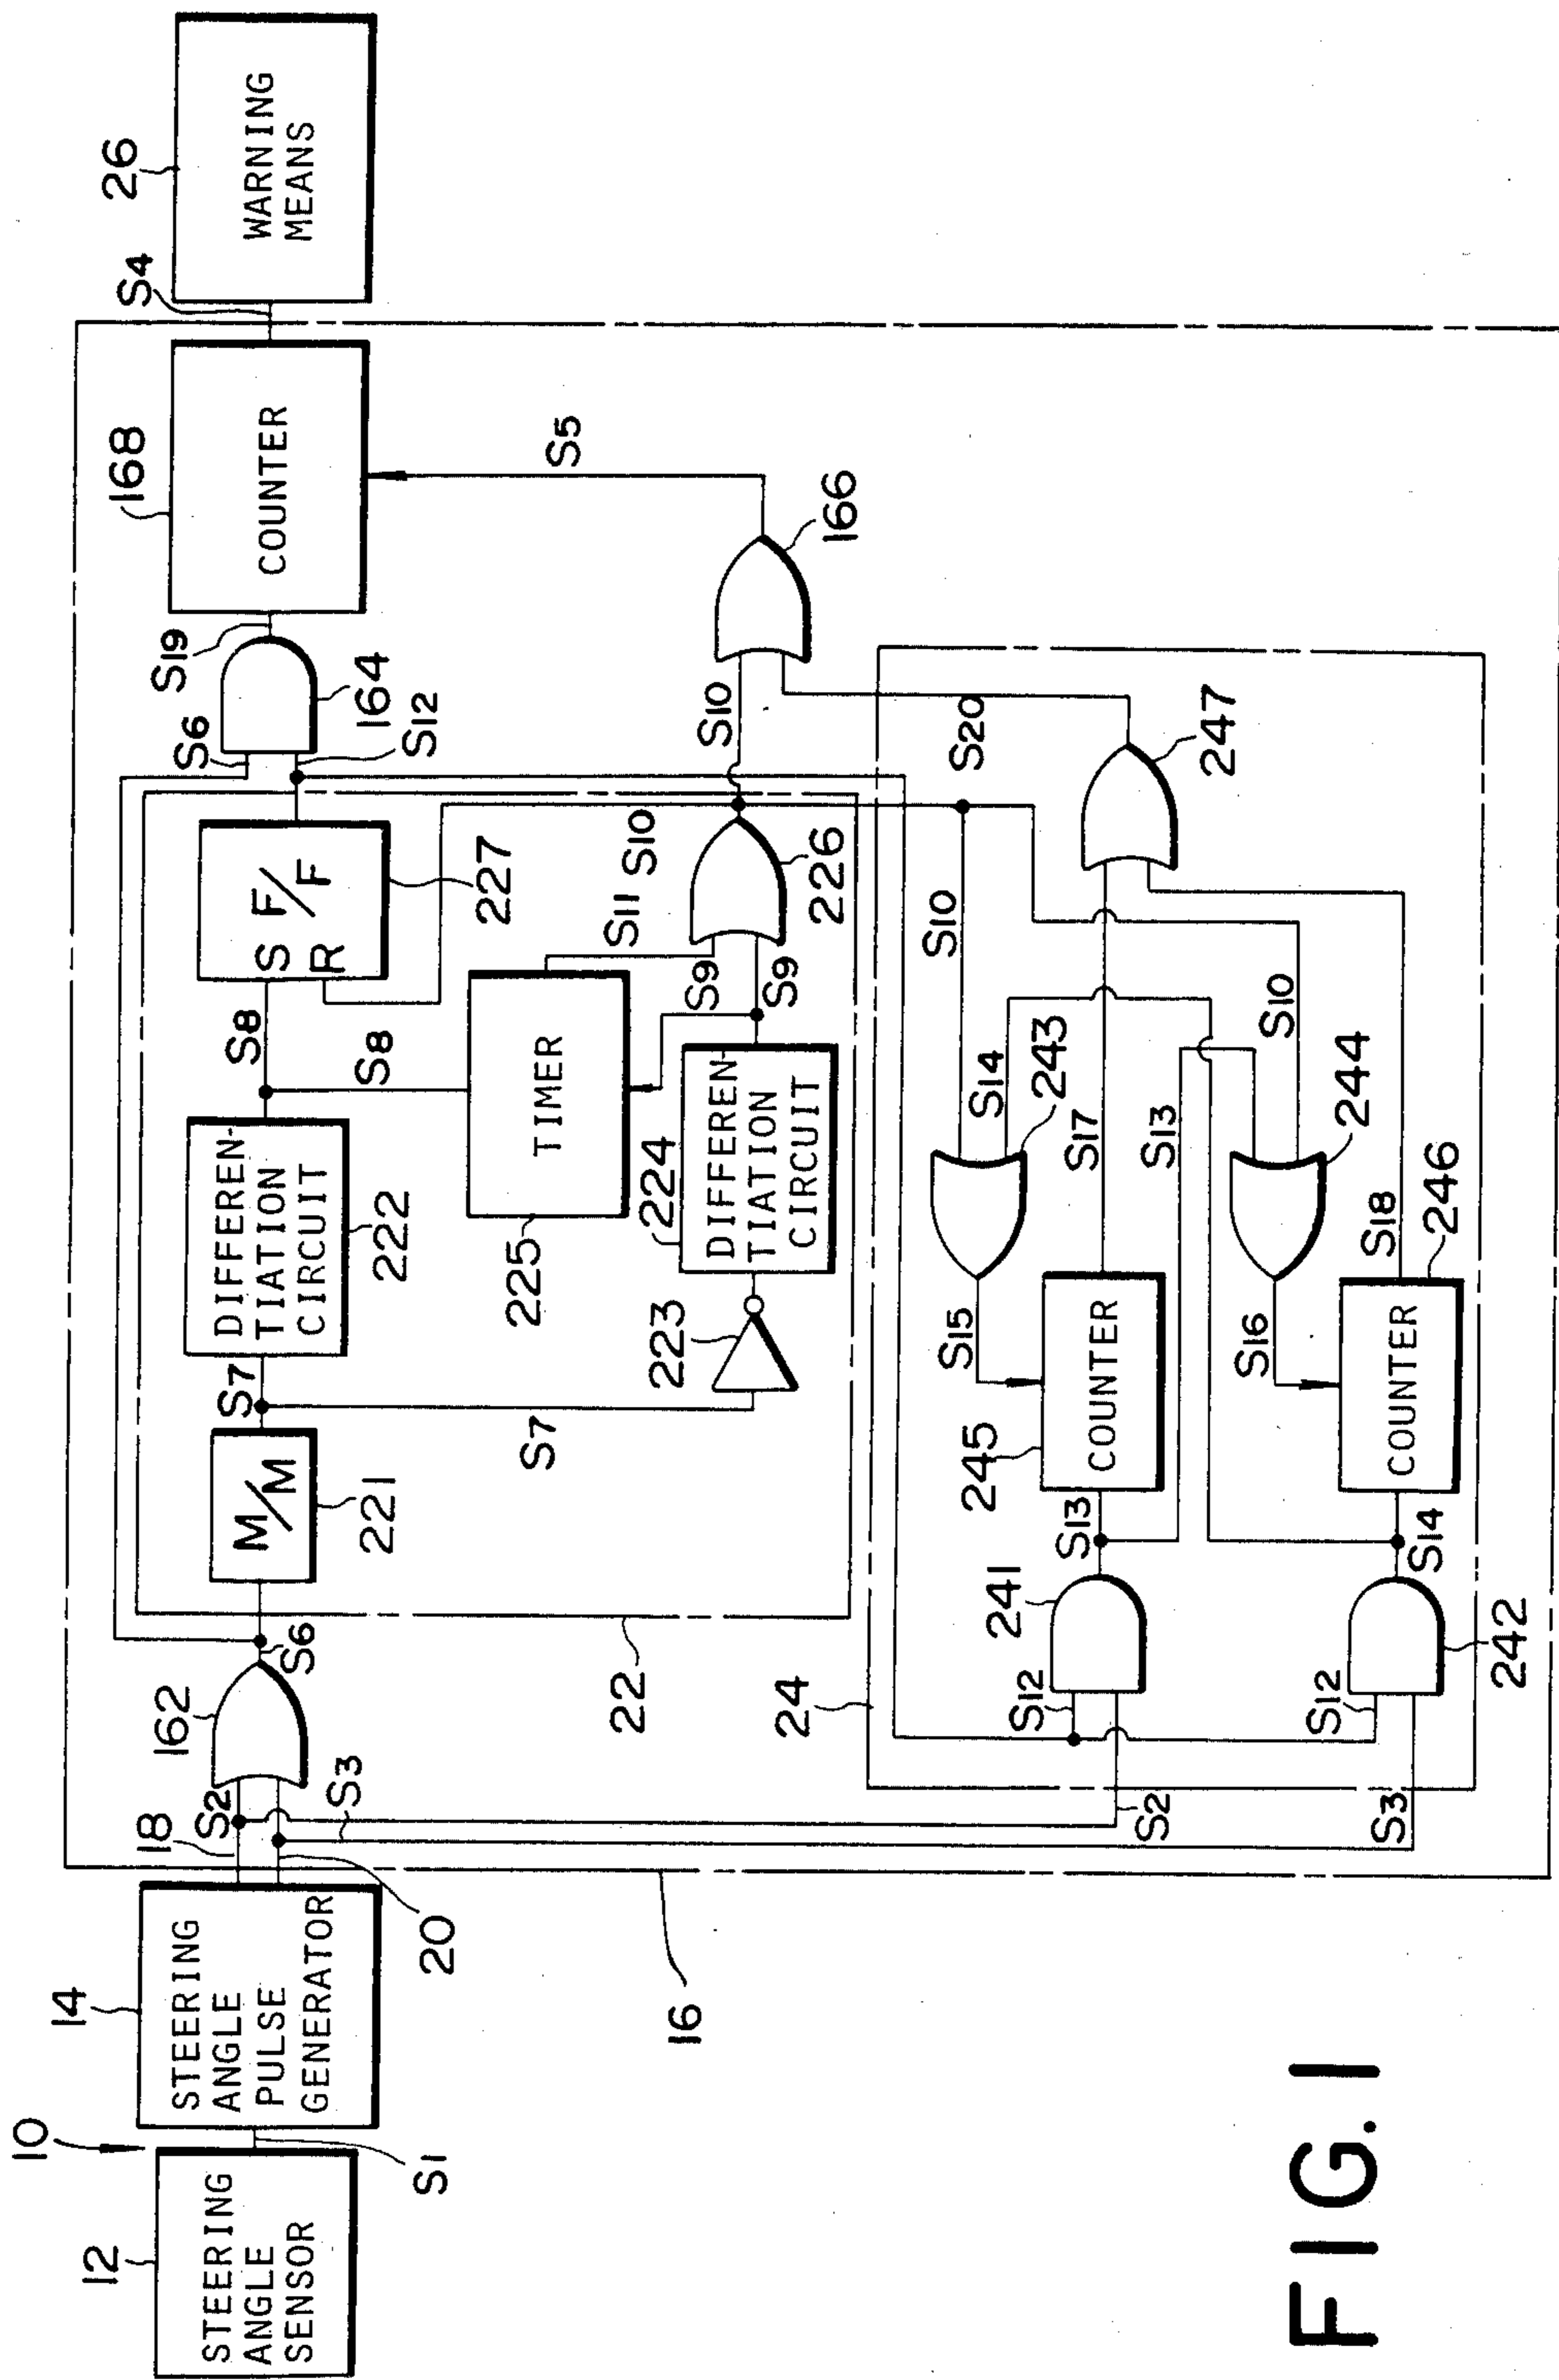 10
12
STEERING
ANGLE
SENSOR
S1
14
STEERING
ANGLE
PULSE
GENERATOR
18
20
S2
S3
162
S6
16
22
M/M
221
S7
S7
DIFFEREN-
TIATION
CIRCUIT
222
S8
S8
223
224
DIFFEREN-
TIATION
CIRCUIT
225
TIMER
S9
S9
S11
S10
226
S F/F
R
227
S6
S12
164
S19
168
COUNTER
S4
26
WARNING
MEANS
S5
166
S10
S20
24
S2
S3
S12
S12
241
242
S13
S14
245
COUNTER
S15
243
S14
S10
S17
S13
COUNTER
246
S16
244
S10
S18
247
FIG. 1